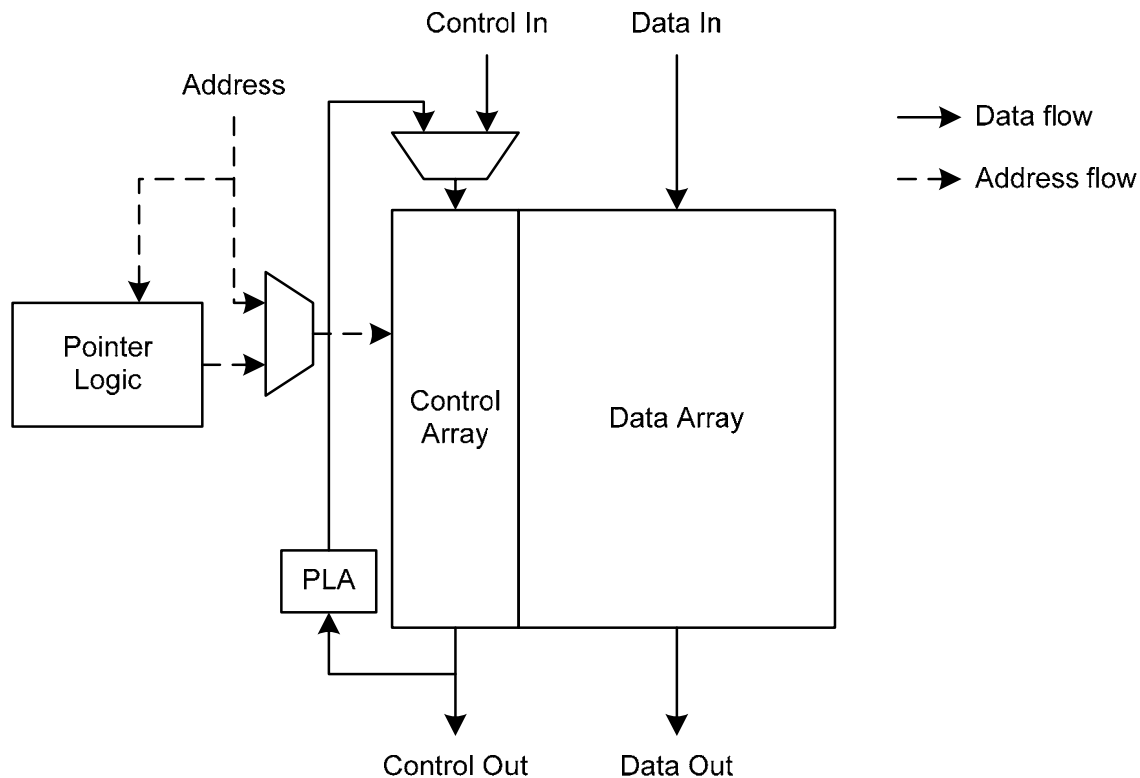 Control In
Data In
Address
Data flow
Address flow
Pointer
Logic
Control
Array
Data Array
PLA
Control Out
Data Out